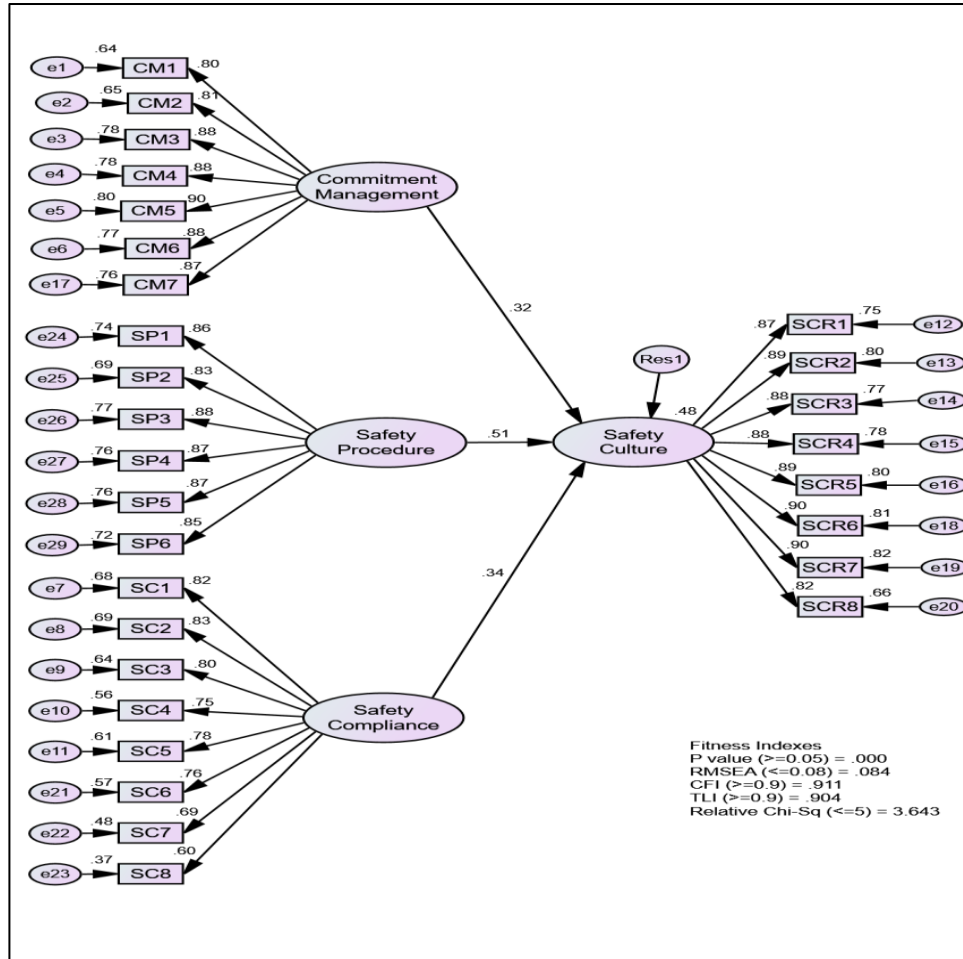 .64
e1
CM1
.80
.65
e2
CM2
.81
.78
e3
CM3
.88
.78
e4
CM4
.88
.80
e5
CM5
.90
.77
e6
CM6
.88
.76
e17
CM7
.87
Commitment
Management
.32
.74
e24
SP1
.86
.69
e25
SP2
.83
.77
e26
SP3
.88
.76
e27
SP4
.87
.76
e28
SP5
.87
.72
e29
SP6
.85
Safety
Procedure
.51
.68
e7
SC1
.82
.69
e8
SC2
.83
.64
e9
SC3
.80
.56
e10
SC4
.75
.61
e11
SC5
.78
.57
e21
SC6
.76
.48
e22
SC7
.69
.37
e23
SC8
.60
Safety
Compliance
.34
Res1
.48
Safety
Culture
.87
SCR1
.75
e12
.89
SCR2
.80
e13
.88
SCR3
.77
e14
.88
SCR4
.78
e15
.89
SCR5
.80
e16
.90
SCR6
.81
e18
.90
SCR7
.82
e19
.82
SCR8
.66
e20
Fitness Indexes
P value (>=0.05) = .000
RMSEA (<=0.08) = .084
CFI (>=0.9) = .911
TLI (>=0.9) = .904
Relative Chi-Sq (<=5) = 3.643